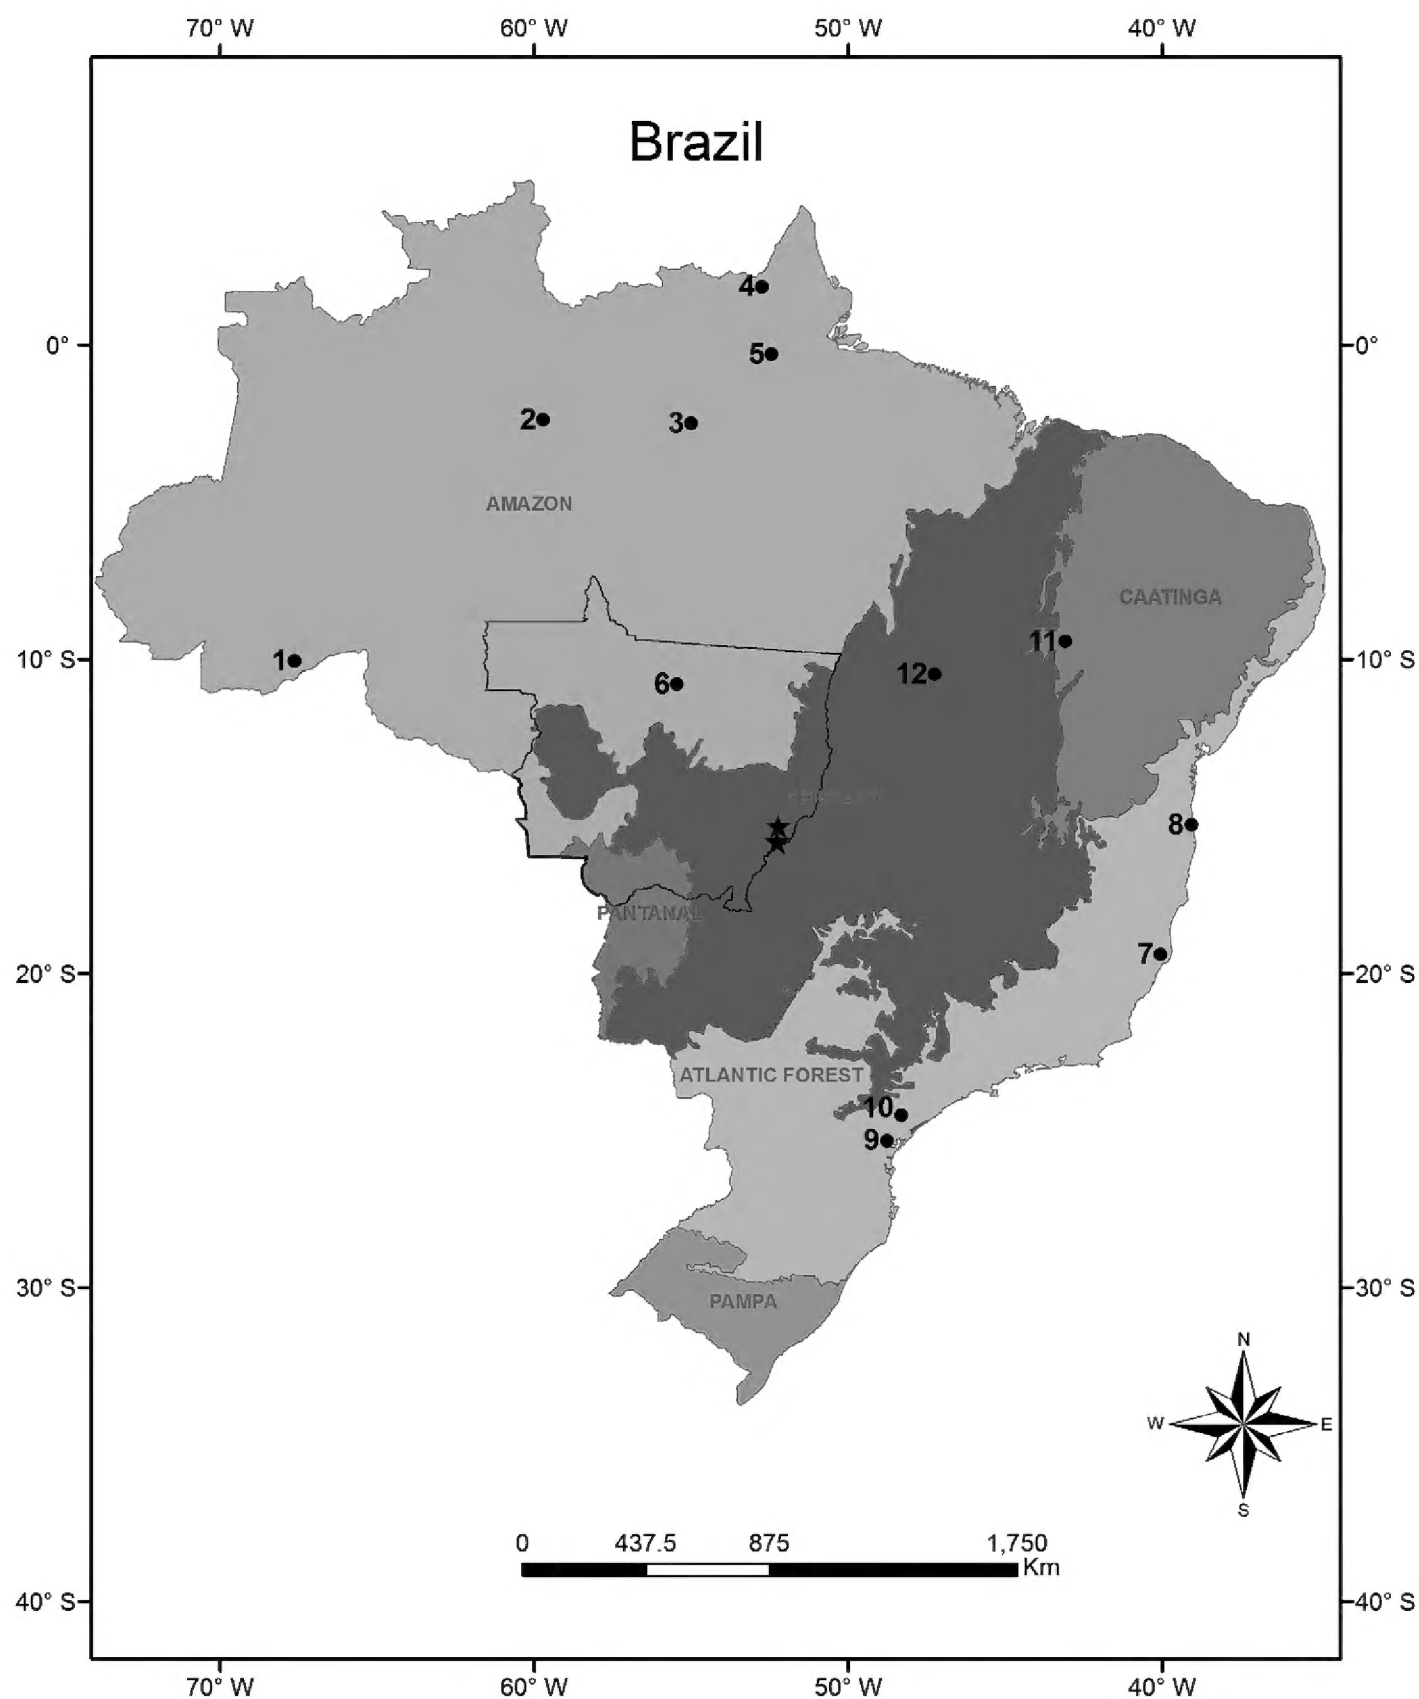 70° W 60° W 50° W 40° W
Brazil
4
0° 0°
5
2 3
AMAZON
CAATINGA
11
10° S 1 12 10° S
6
8
PANTANAL
7
20° S 20° S
ATLANTIC FOREST
10
9
30° S 30° S
PAMPA
N
W E
S
0 437.5 875 1,750
Km
40° S 40° S
70° W 60° W 50° W 40° W